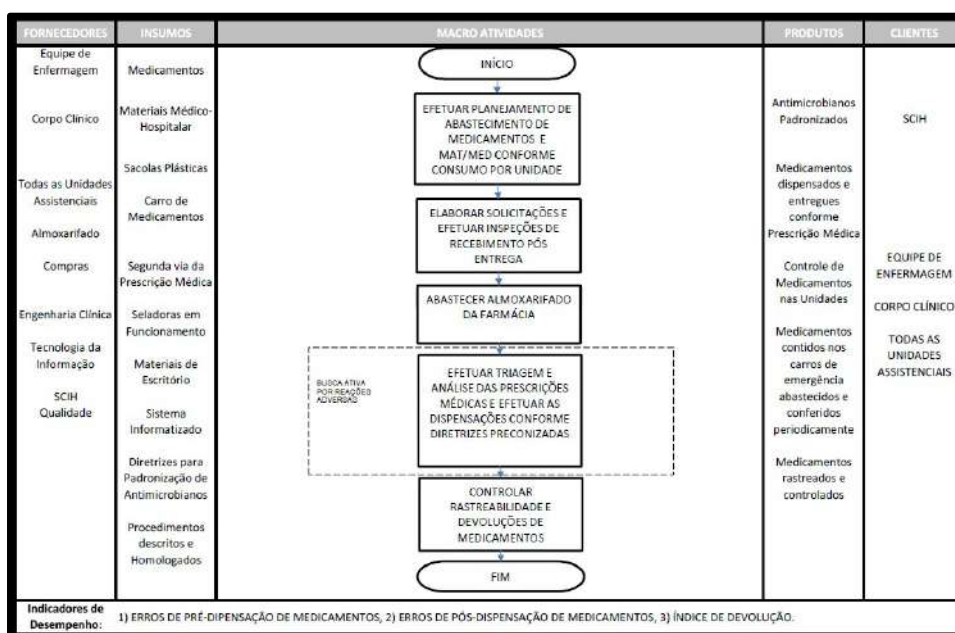 FORNECEDORES
INSUMOS
MACRO ATIVIDADES
PRODUTOS
CLIENTES
Equipe de
Enfermagem
Corpo Clínico
Todas as Unidades
Assistenciais
Almoxarifado
Compras
Engenharia Clínica
Tecnologia da
Informação
SCIH
Qualidade
Medicamentos
Materiais Médico-
Hospitalar
Sacolas Plásticas
Carro de
Medicamentos
Segunda via da
Prescrição Médica
Seladoras em
Funcionamento
Materiais de
Escritório
Sistema
Informatizado
Diretrizes para
Padronização de
Antimicrobianos
Procedimentos
descritos e
Homologados
INÍCIO
EFETUAR PLANEJAMENTO DE
ABASTECIMENTO DE
MEDICAMENTOS E
MAT/MED CONFORME
CONSUMO POR UNIDADE
ELABORAR SOLICITAÇÕES E
EFETUAR INSPEÇÕES DE
RECEBIMENTO PÓS
ENTREGA
ABASTECER ALMOXARIFADO
DA FARMÁCIA
BUSCA ATIVA
POR REAÇÕES
ADVERSAS
EFETUAR TRIAGEM E
ANÁLISE DAS PRESCRIÇÕES
MÉDICAS E EFETUAR AS
DISPENSAÇÕES CONFORME
DIRETRIZES PRECONIZADAS
CONTROLAR
RASTREABILIDADE E
DEVOLUÇÕES DE
MEDICAMENTOS
FIM
Antimicrobianos
Padronizados
Medicamentos
dispensados e
entregues
conforme
Prescrição Médica
Controle de
Medicamentos
nas Unidades
Medicamentos
contidos nos
carros de
emergência
abastecidos e
conferidos
periodicamente
Medicamentos
rastreados e
controlados
SCIH
EQUIPE DE
ENFERMAGEM
CORPO CLÍNICO
TODAS AS
UNIDADES
ASSISTENCIAIS
Indicadores de
Desempenho:
1) ERROS DE PRÉ-DIPENSAÇÃO DE MEDICAMENTOS, 2) ERROS DE PÓS-DISPENSAÇÃO DE MEDICAMENTOS, 3) ÍNDICE DE DEVOLUÇÃO.